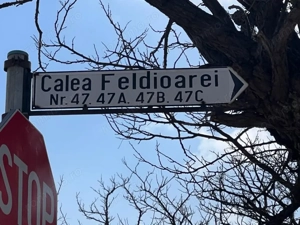 Calea Feldioarei
Nr. 47, 47A, 47B, 47C
STOP